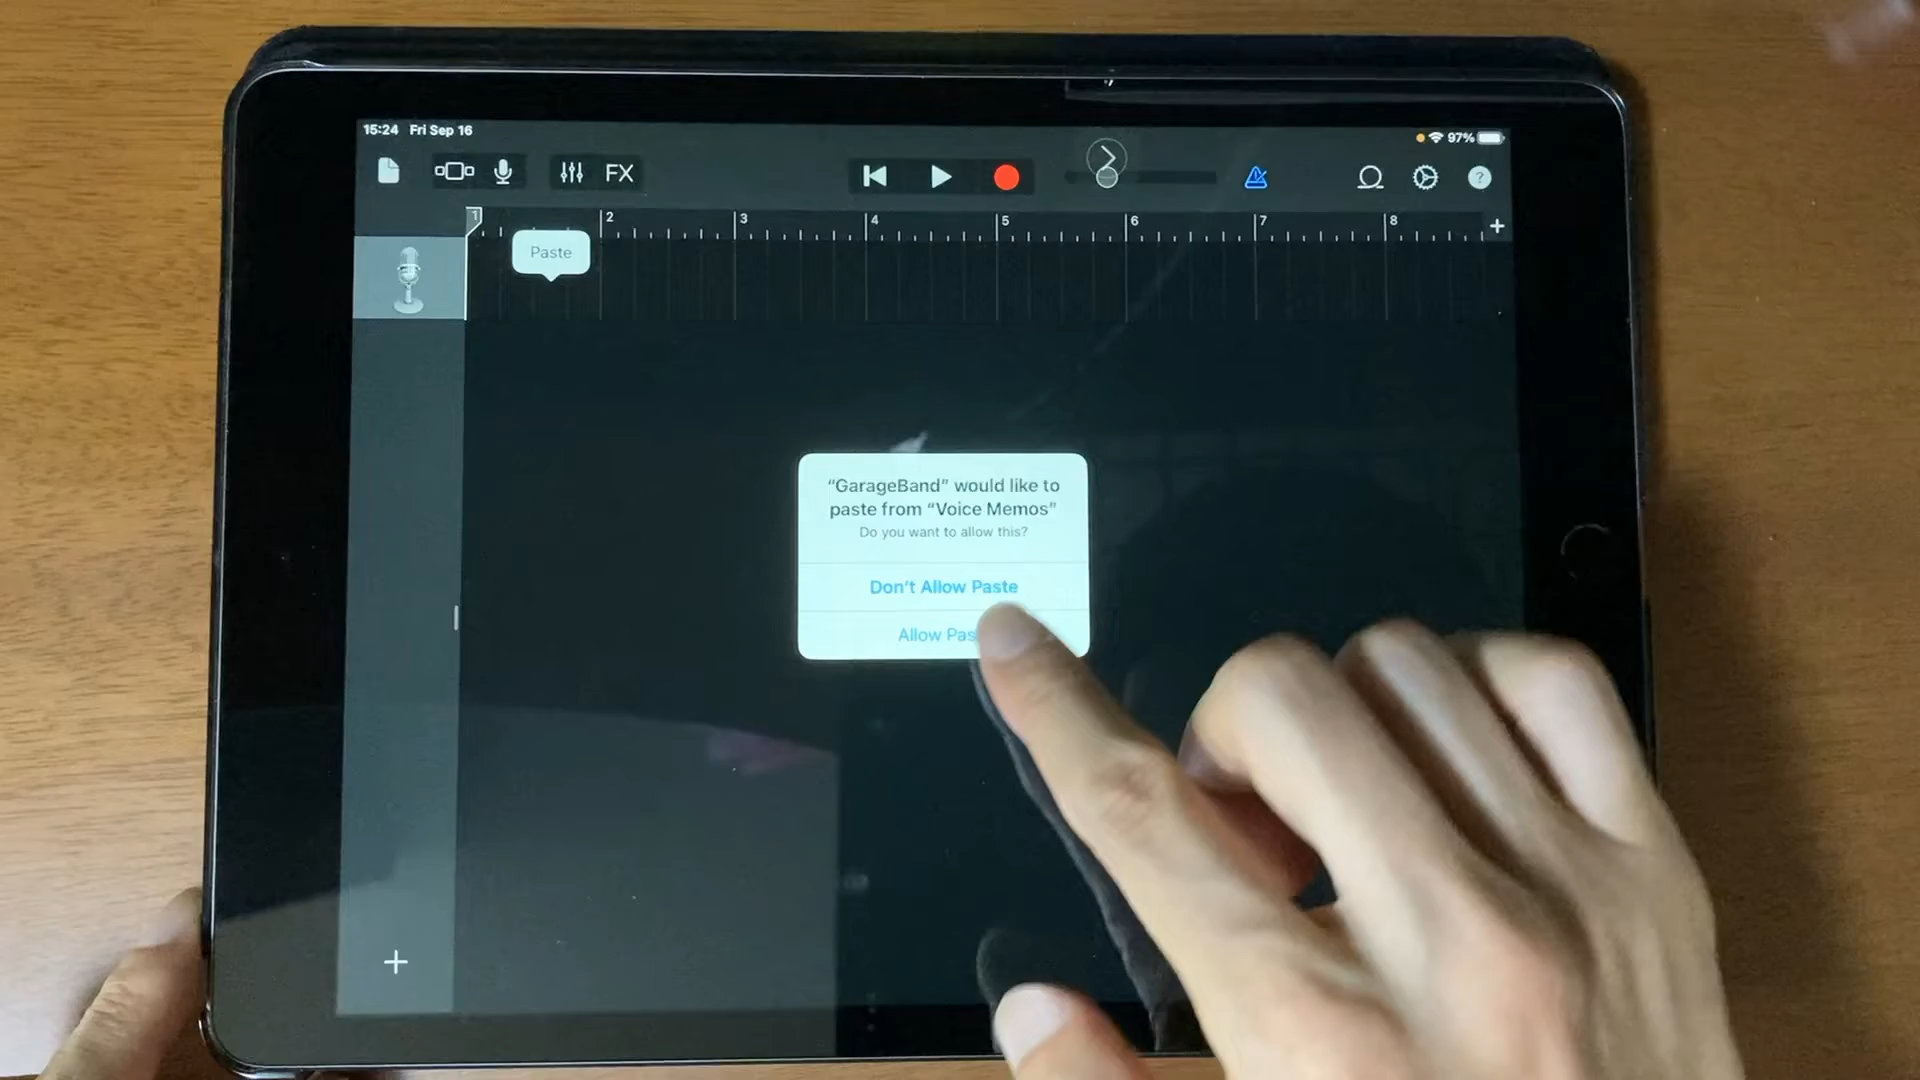 15:24 Fri Sep 16
97%
FX
?
1 2 3 4 5 6 7 8
Paste
“GarageBand” would like to
paste from “Voice Memos”
Do you want to allow this?
Don't Allow Paste
Allow